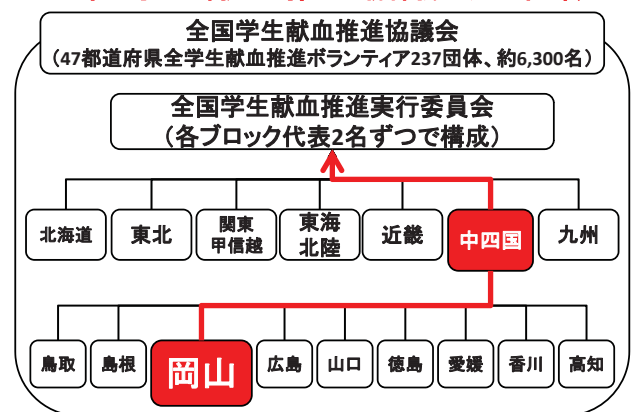 全国学生献血推進協議会
（47都道府県全学生献血推進ボランティア237団体、約6,300名）
全国学生献血推進実行委員会
（各ブロック代表2名ずつで構成）
北海道
東北
関東
甲信越
東海
北陸
近畿
中四国
九州
鳥取
島根
岡山
広島
山口
徳島
愛媛
香川
高知